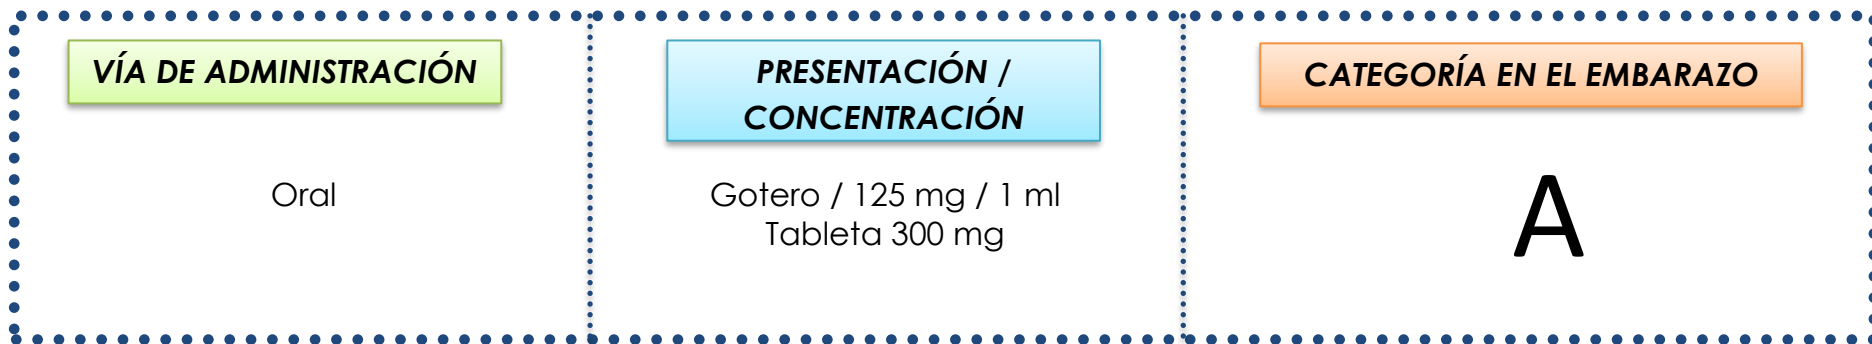 VÍA DE ADMINISTRACIÓN
Oral
PRESENTACIÓN /
CONCENTRACIÓN
Gotero / 125 mg / 1 ml
Tableta 300 mg
CATEGORÍA EN EL EMBARAZO
A